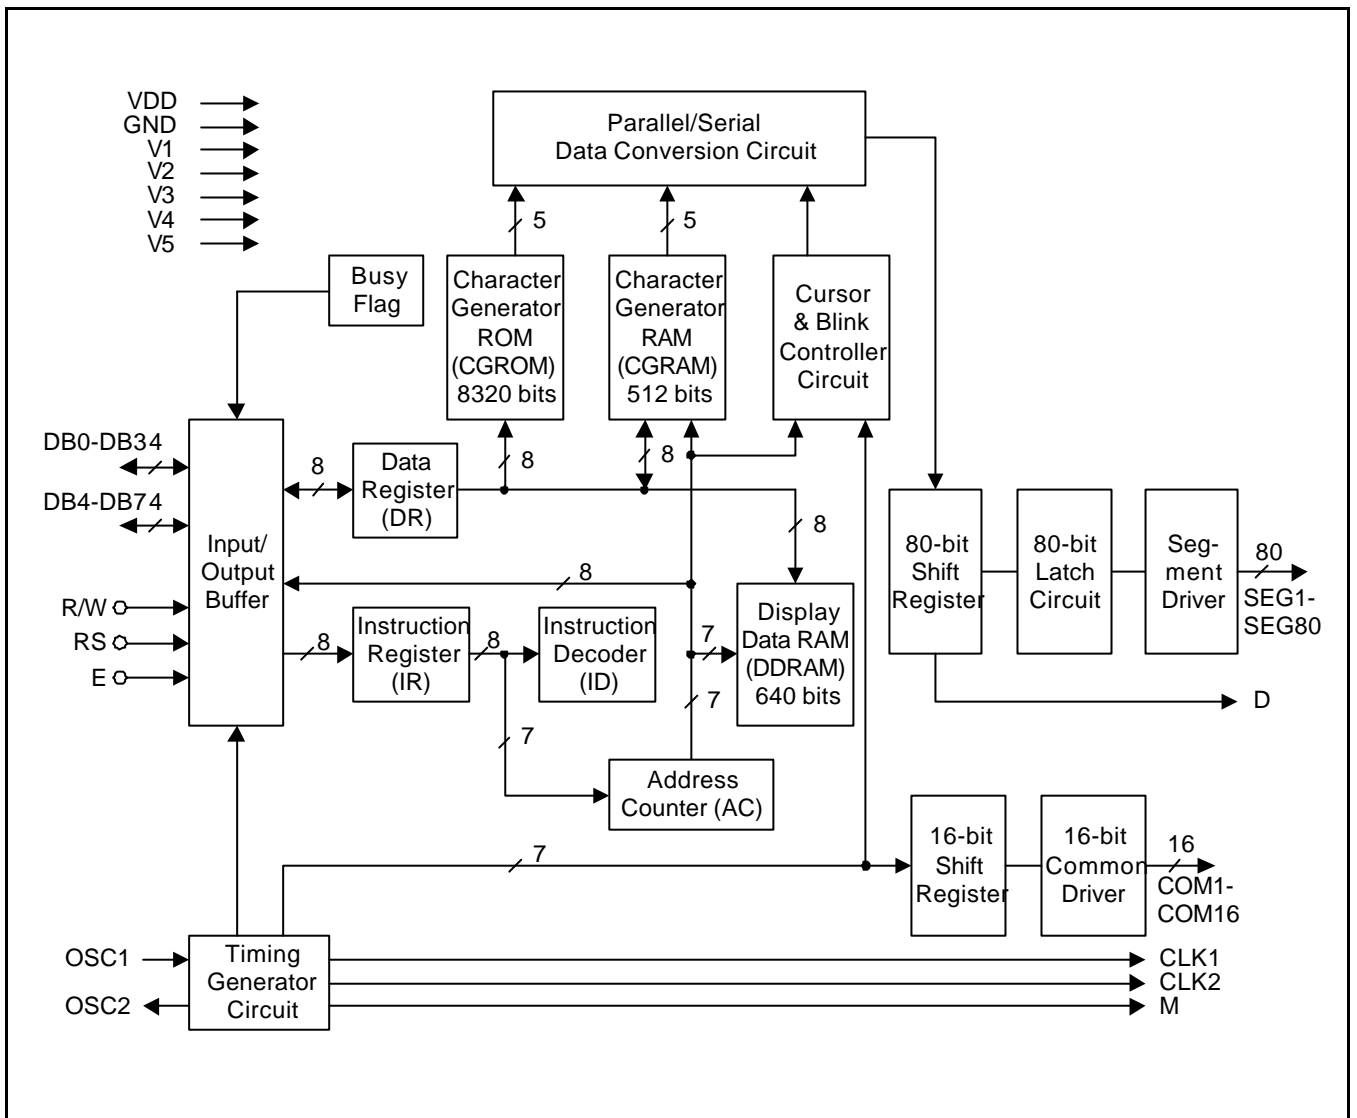 VDD
GND
V1
V2
V3
V4
V5
Parallel/Serial
Data Conversion Circuit
5
5
Busy
Flag
Character
Generator
ROM
(CGROM)
8320 bits
Character
Generator
RAM
(CGRAM)
512 bits
Cursor
& Blink
Controller
Circuit
DB0-DB34
DB4-DB74
R/W
RS
E
Input/
Output
Buffer
8
Data
Register
(DR)
8
8
8
8
8
Instruction
Register
(IR)
8
Instruction
Decoder
(ID)
7
7
7
Display
Data RAM
(DDRAM)
640 bits
Address
Counter (AC)
80-bit
Shift
Register
80-bit
Latch
Circuit
Seg-
ment
Driver
80
SEG1-
SEG80
D
7
16-bit
Shift
Register
16-bit
Common
Driver
16
COM1-
COM16
OSC1
OSC2
Timing
Generator
Circuit
CLK1
CLK2
M